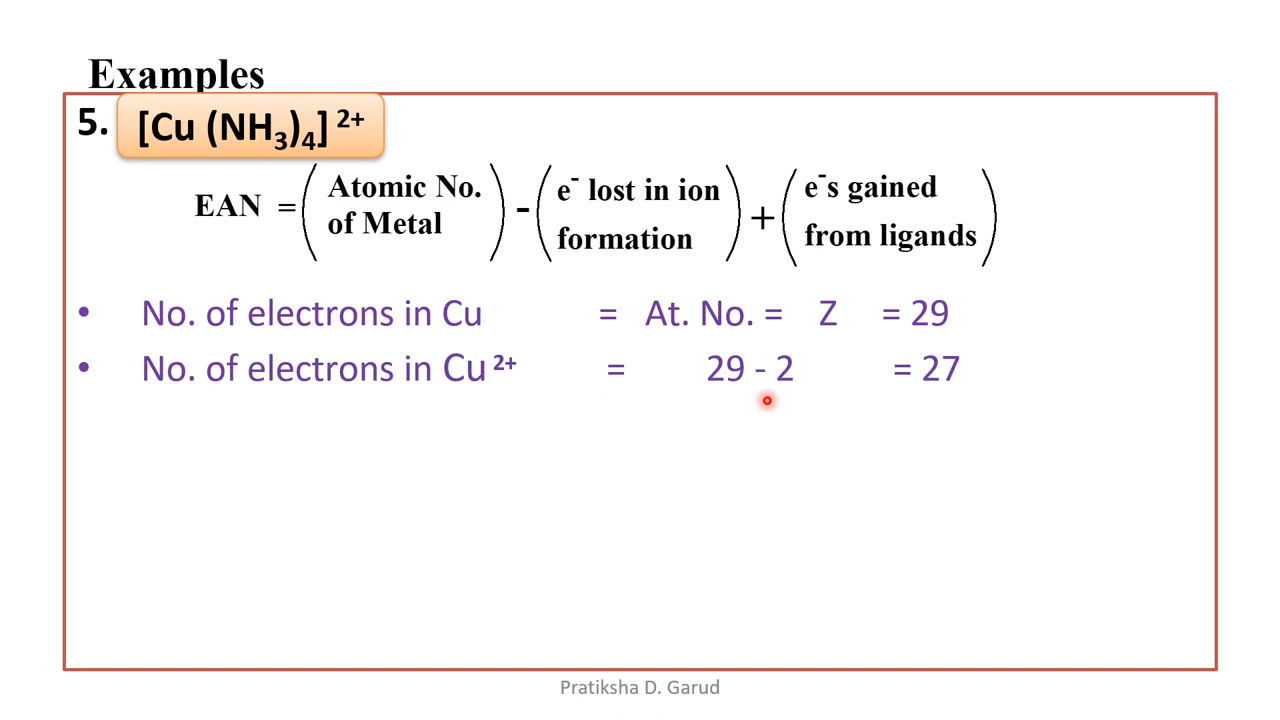 Examples
5. [Cu (NH₃)₄] ²⁺
EAN = ( Atomic No. of Metal ) - ( e⁻ lost in ion formation ) + ( e⁻s gained from ligands )
• No. of electrons in Cu = At. No. = Z = 29
• No. of electrons in Cu ²⁺ = 29 - 2 = 27
Pratiksha D. Garud